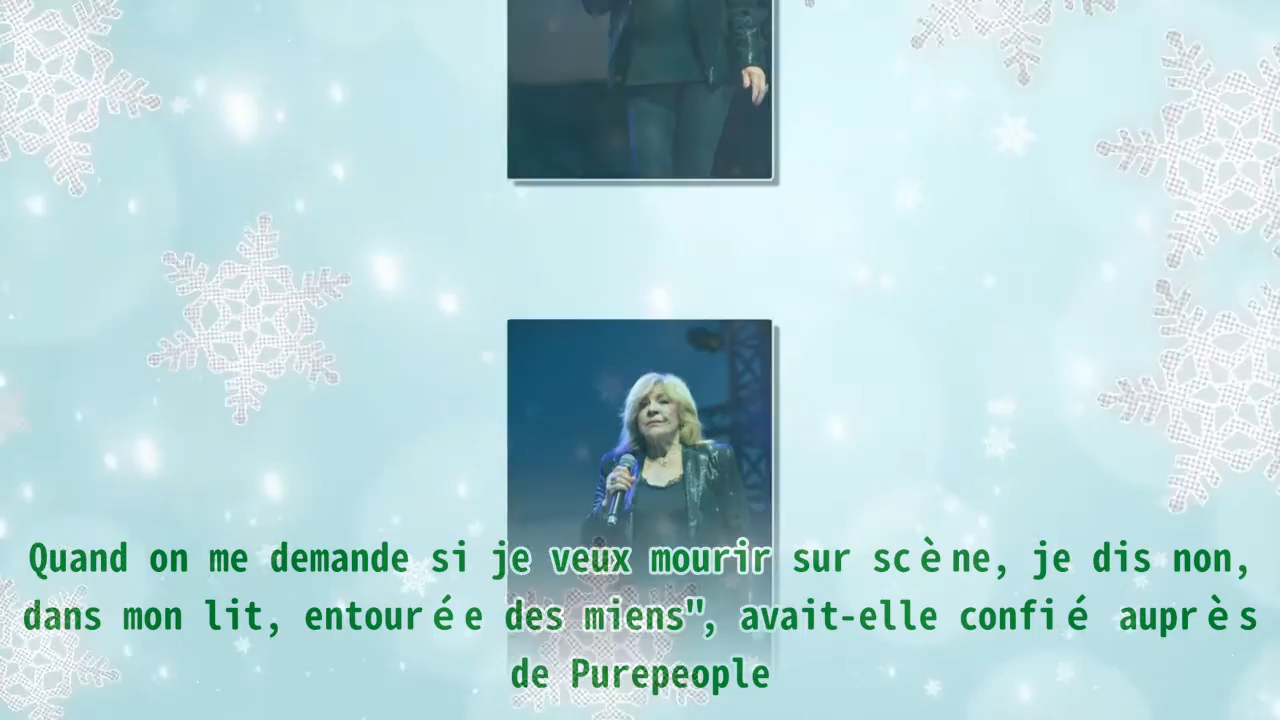 Quand on me demande si je veux mourir sur scène, je dis non,
dans mon lit, entourée des miens", avait-elle confié auprès
de Purepeople